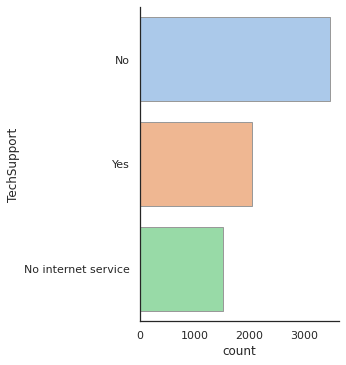 No
Yes
No internet service
TechSupport
0 1000 2000 3000
count